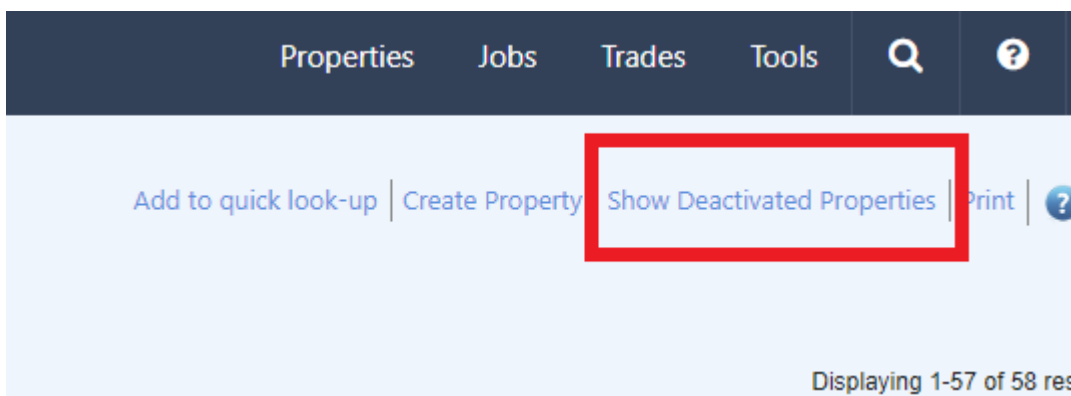 Properties Jobs Trades Tools ?
Add to quick look-up Create Property Show Deactivated Properties Print ?
Displaying 1-57 of 58